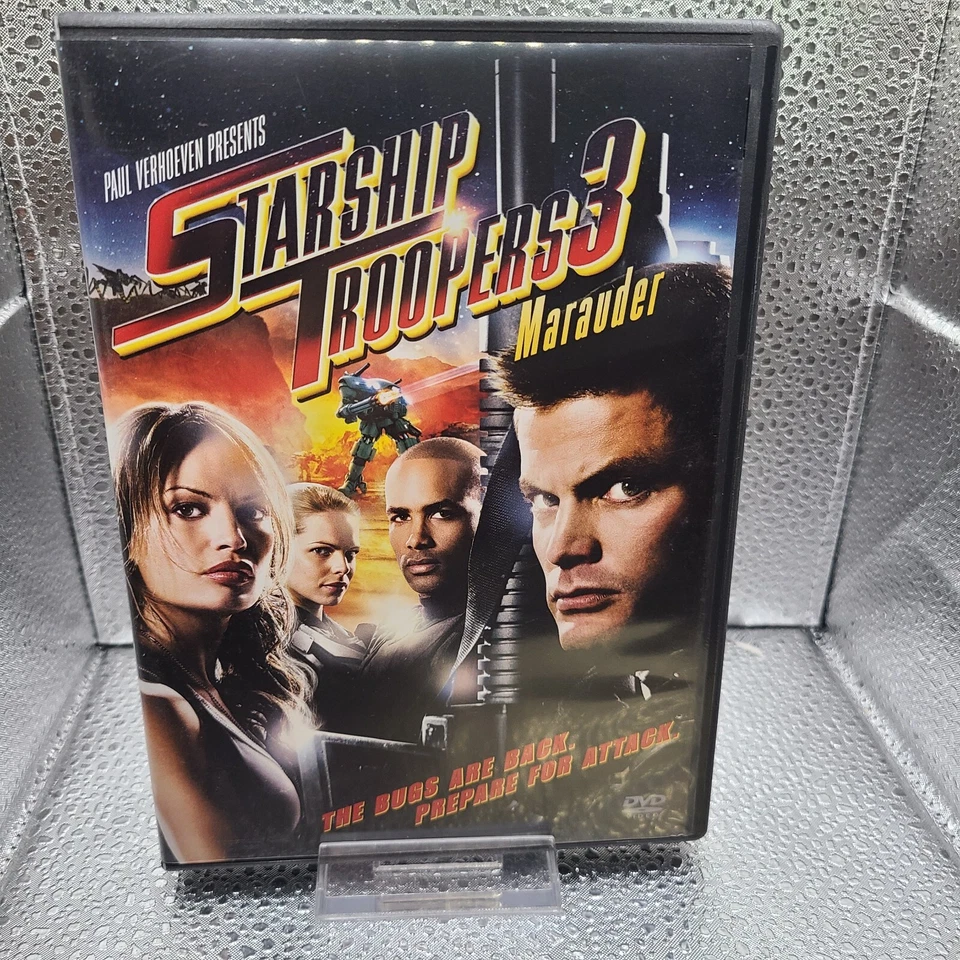 PAUL VERHOEVEN PRESENTS
STARSHIP
TROOPERS 3
Marauder
THE BUGS ARE BACK.
PREPARE FOR ATTACK.
DVD